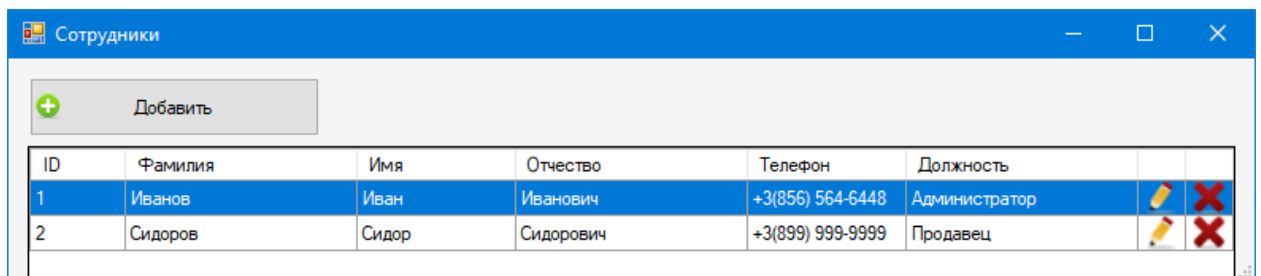 Сотрудники
Добавить
ID Фамилия Имя Отчество Телефон Должность
1 Иванов Иван Иванович +3(856) 564-6448 Администратор
2 Сидоров Сидор Сидорович +3(899) 999-9999 Продавец